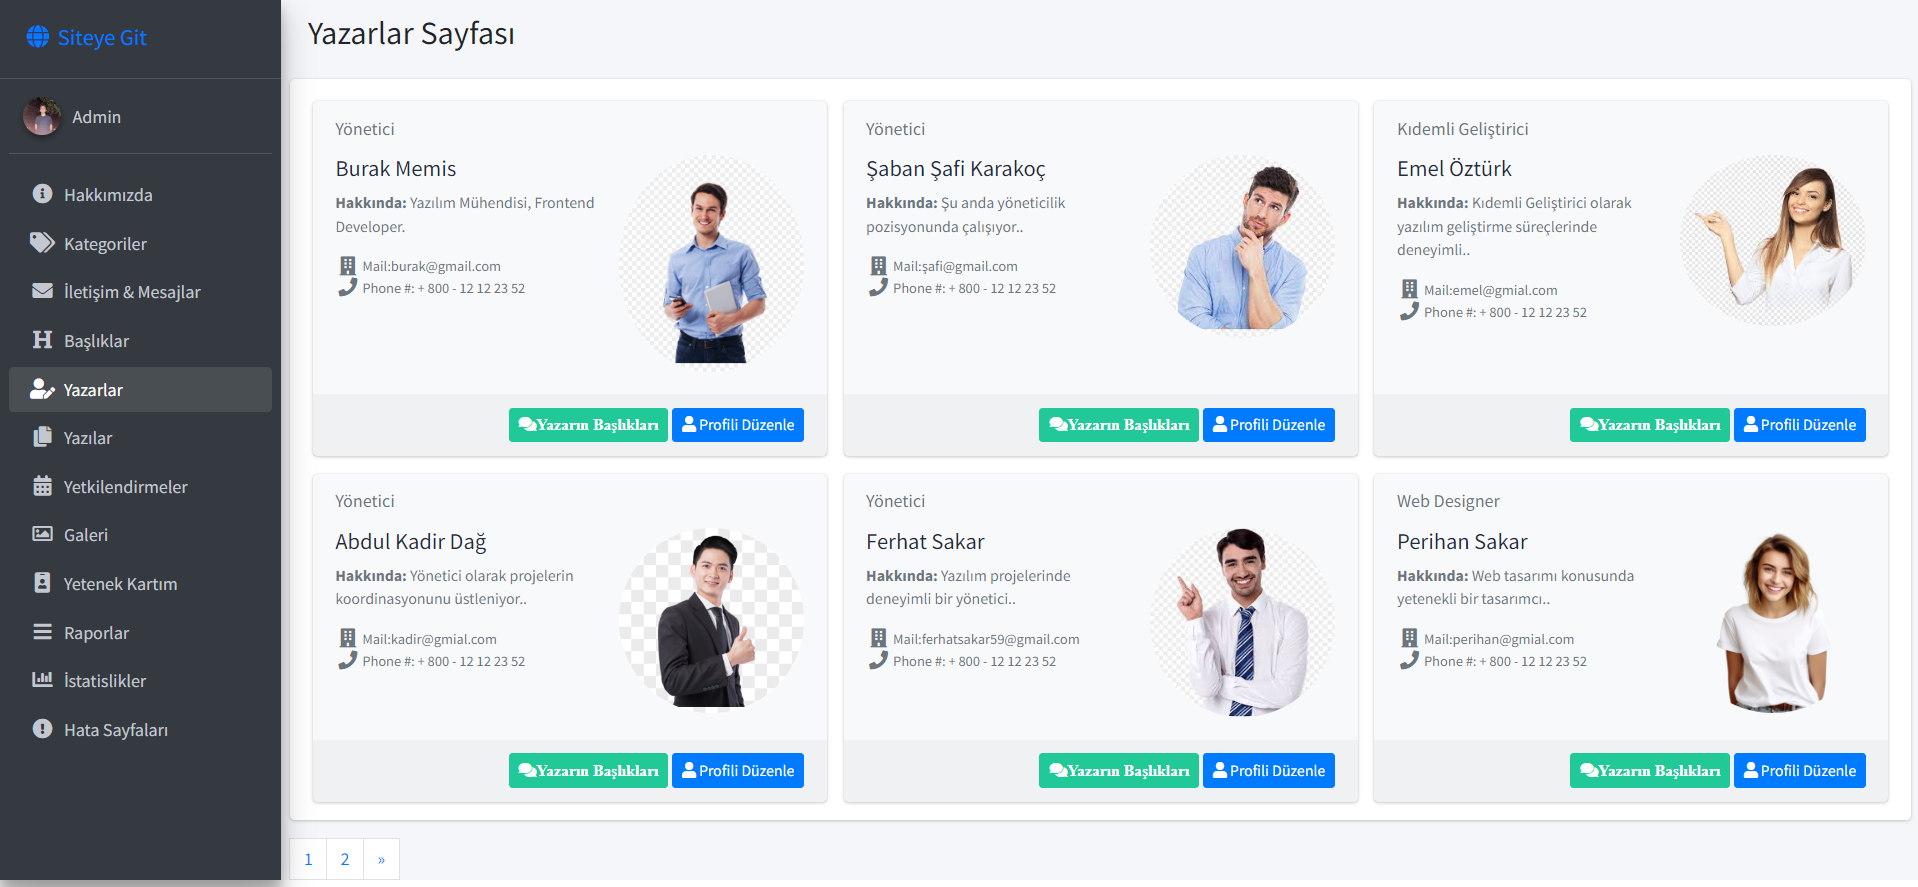 Siteye Git
Admin
Hakkımızda
Kategoriler
İletişim & Mesajlar
Başlıklar
Yazarlar
Yazılar
Yetkilendirmeler
Galeri
Yetenek Kartım
Raporlar
İstatislikler
Hata Sayfaları
Yazarlar Sayfası
Yönetici
Burak Memis
Hakkında: Yazılım Mühendisi, Frontend
Developer.
Mail:burak@gmail.com
Phone #: + 800 - 12 12 23 52
Yazarın Başlıkları
Profili Düzenle
Yönetici
Şaban Şafi Karakoç
Hakkında: Şu anda yöneticilik
pozisyonunda çalışıyor..
Mail:şafi@gmail.com
Phone #: + 800 - 12 12 23 52
Yazarın Başlıkları
Profili Düzenle
Kıdemli Geliştirici
Emel Öztürk
Hakkında: Kıdemli Geliştirici olarak
yazılım geliştirme süreçlerinde
deneyimli..
Mail:emel@gmial.com
Phone #: + 800 - 12 12 23 52
Yazarın Başlıkları
Profili Düzenle
Yönetici
Abdul Kadir Dağ
Hakkında: Yönetici olarak projelerin
koordinasyonunu üstleniyor..
Mail:kadir@gmial.com
Phone #: + 800 - 12 12 23 52
Yazarın Başlıkları
Profili Düzenle
Yönetici
Ferhat Sakar
Hakkında: Yazılım projelerinde
deneyimli bir yönetici..
Mail:ferhatsakar59@gmail.com
Phone #: + 800 - 12 12 23 52
Yazarın Başlıkları
Profili Düzenle
Web Designer
Perihan Sakar
Hakkında: Web tasarımı konusunda
yetenekli bir tasarımcı..
Mail:perihan@gmial.com
Phone #: + 800 - 12 12 23 52
Yazarın Başlıkları
Profili Düzenle
1 2 »